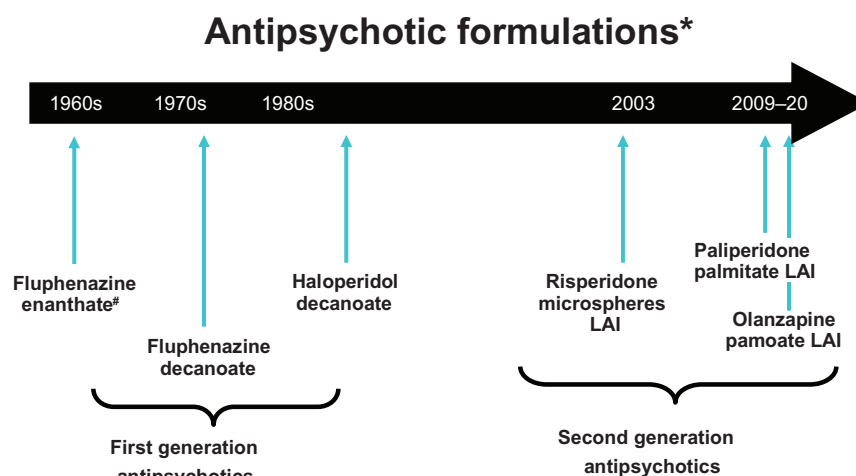 Antipsychotic formulations*
1960s 1970s 1980s 2003 2009–20
Fluphenazine
enanthate#
Fluphenazine
decanoate
Haloperidol
decanoate
Risperidone
microspheres
LAI
Paliperidone
palmitate LAI
Olanzapine
pamoate LAI
First generation
antipsychotics
Second generation
antipsychotics